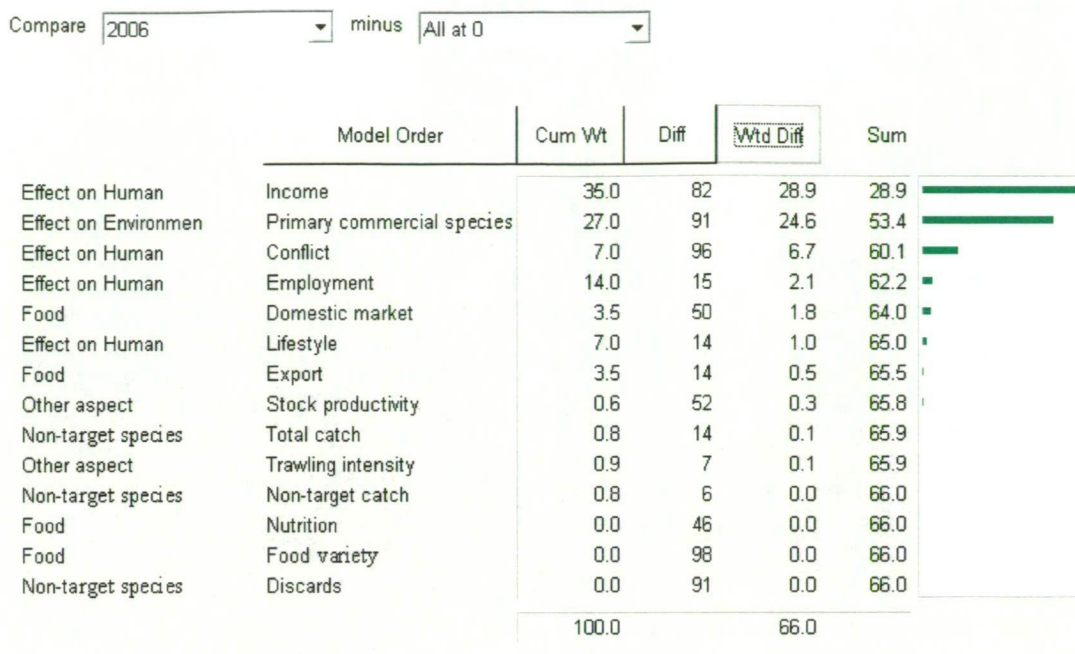 Compare 2006 minus All at 0
Model Order Cum Wt Diff Wtd Diff Sum
Effect on Human Income 35.0 82 28.9 28.9
Effect on Environmen Primary commercial species 27.0 91 24.6 53.4
Effect on Human Conflict 7.0 96 6.7 60.1
Effect on Human Employment 14.0 15 2.1 62.2
Food Domestic market 3.5 50 1.8 64.0
Effect on Human Lifestyle 7.0 14 1.0 65.0
Food Export 3.5 14 0.5 65.5
Other aspect Stock productivity 0.6 52 0.3 65.8
Non-target species Total catch 0.8 14 0.1 65.9
Other aspect Trawling intensity 0.9 7 0.1 65.9
Non-target species Non-target catch 0.8 6 0.0 66.0
Food Nutrition 0.0 46 0.0 66.0
Food Food variety 0.0 98 0.0 66.0
Non-target species Discards 0.0 91 0.0 66.0
100.0 66.0